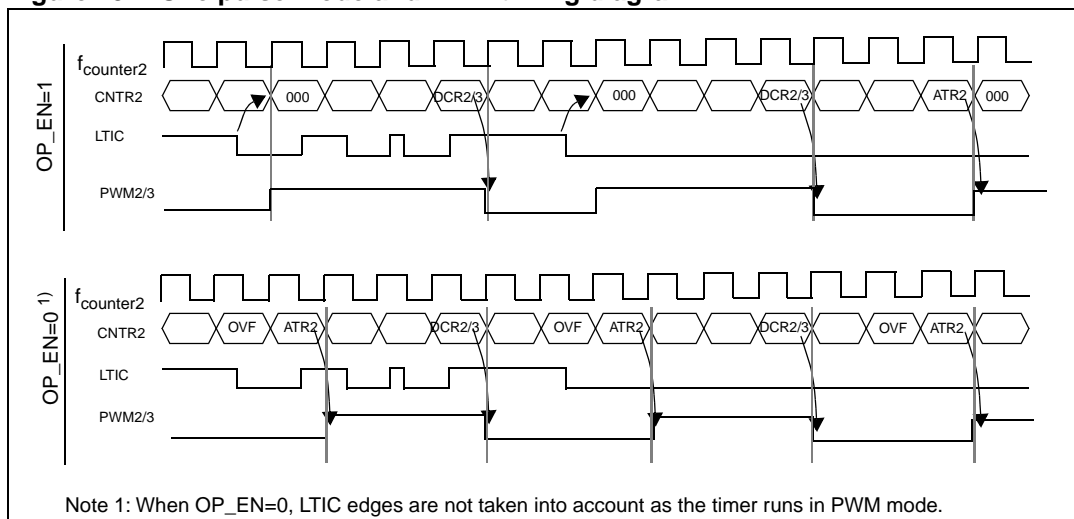 OP_EN=1
fcounter2
CNTR2
000
DCR2/3
000
DCR2/3
ATR2
000
LTIC
PWM2/3
OP_EN=0 1)
fcounter2
CNTR2
OVF
ATR2
DCR2/3
OVF
ATR2
DCR2/3
OVF
ATR2
LTIC
PWM2/3
Note 1: When OP_EN=0, LTIC edges are not taken into account as the timer runs in PWM mode.